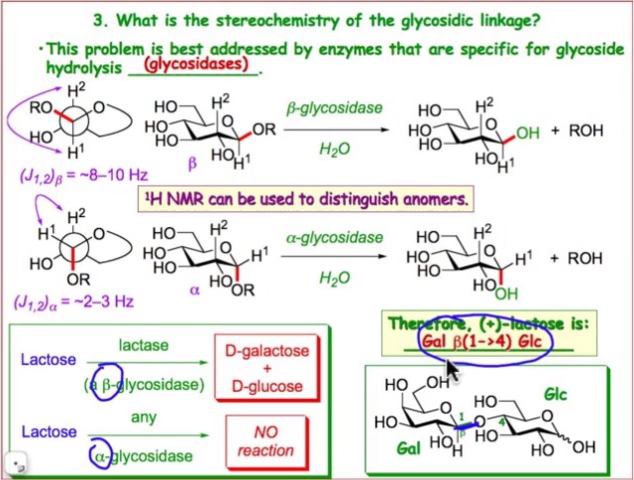 3. What is the stereochemistry of the glycosidic linkage?
•This problem is best addressed by enzymes that are specific for glycoside
hydrolysis (glycosidases).
H² RO O HO H¹
HO H² HO O HO OR HO H¹ β
β-glycosidase
H₂O
HO H² HO O HO OH HO H¹ + ROH
(J₁,₂)β = ~8–10 Hz
¹H NMR can be used to distinguish anomers.
H¹ H² O HO OR
HO H² HO O HO H¹ HO OR α
α-glycosidase
H₂O
HO H² HO O HO H¹ HO OH + ROH
(J₁,₂)α = ~2–3 Hz
Therefore, (+)-lactose is:
Gal β(1->4) Glc
Lactose
lactase
(a β-glycosidase)
D-galactose
+
D-glucose
Lactose
any
α-glycosidase
NO
reaction
HO OH O HO HO H 1 β Gal
O 4 HO HO O HO OH Glc